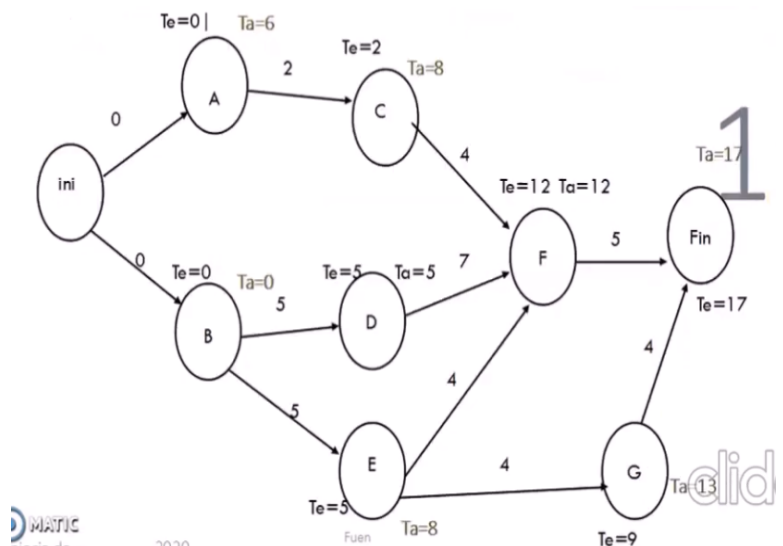 Te=0| Ta=6
Te=2
Ta=8
2
A
C
0
1
Ta=17
4
ini
Te=12 Ta=12
Fin
5
F
0
Te=0
Ta=0
Te=5 Ta=5
7
Te=17
5
B
D
4
4
5
E
4
G
Ta=13
clide
Te=5
MATIC
Ta=8
Fuen
Te=9
2020